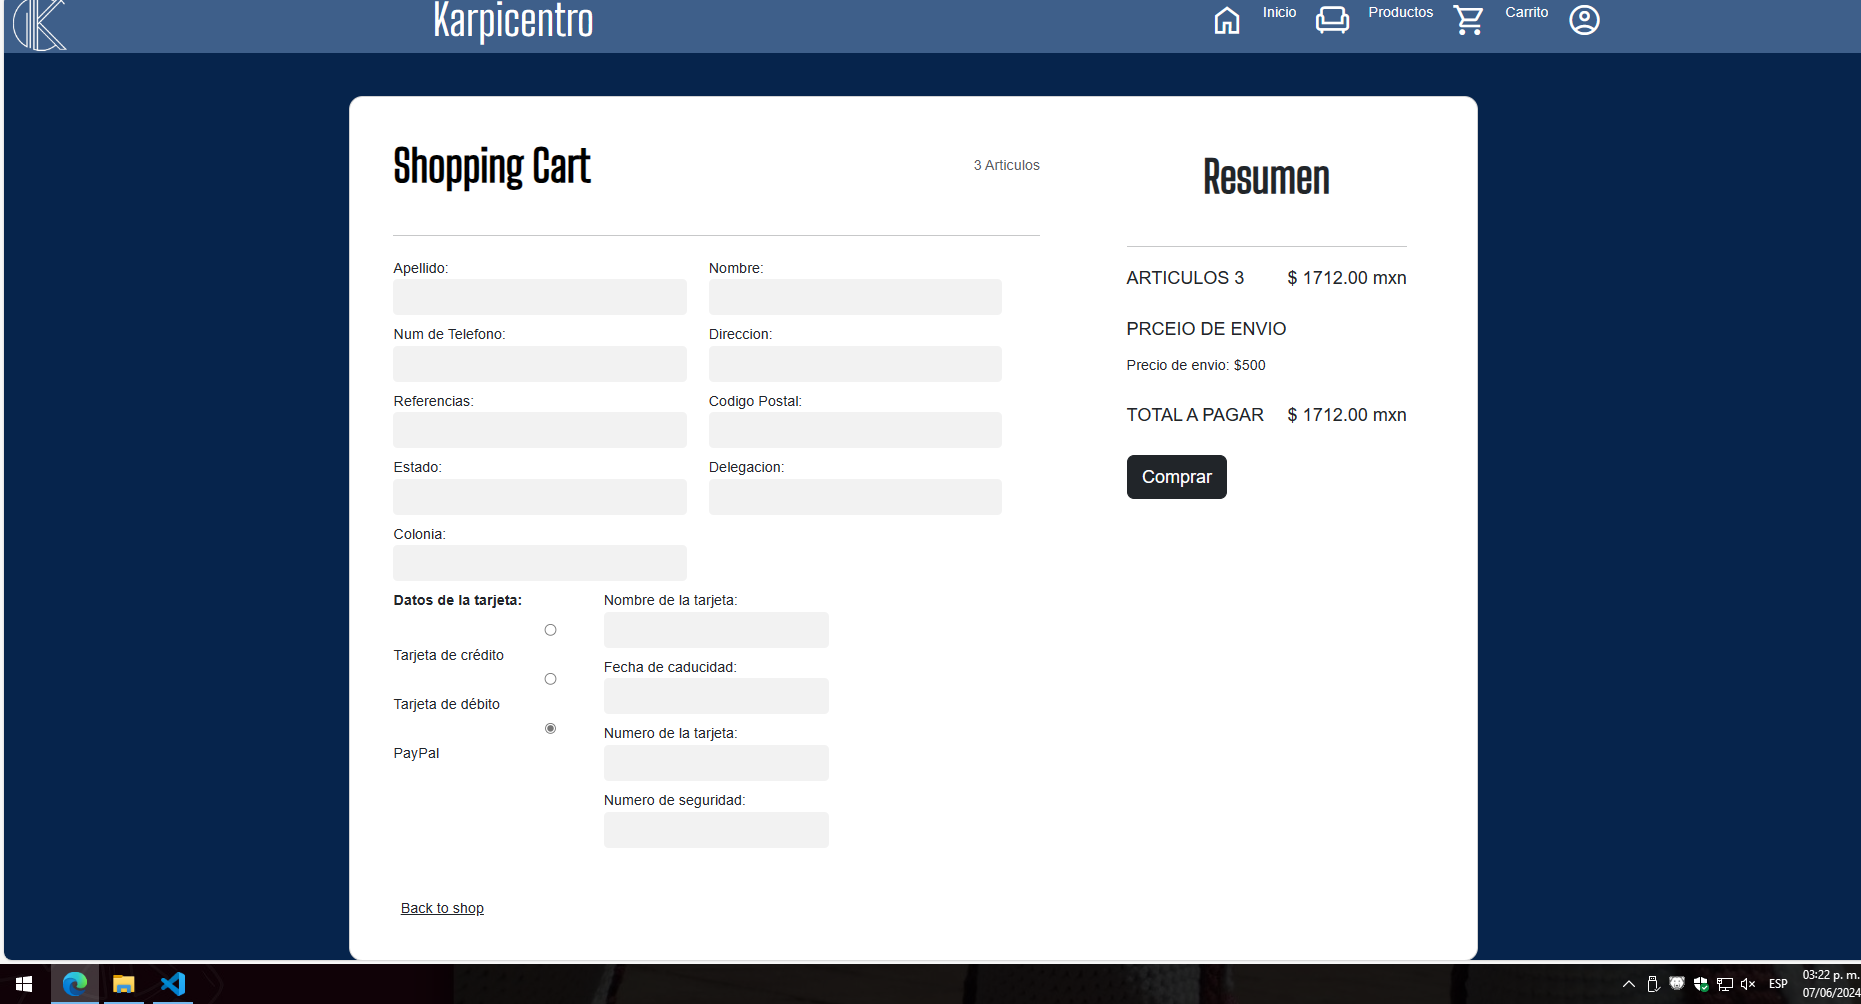 Karpicentro
Inicio
Productos
Carrito
Shopping Cart
3 Articulos
Apellido:
Nombre:
Num de Telefono:
Direccion:
Referencias:
Codigo Postal:
Estado:
Delegacion:
Colonia:
Datos de la tarjeta:
Tarjeta de crédito
Tarjeta de débito
PayPal
Nombre de la tarjeta:
Fecha de caducidad:
Numero de la tarjeta:
Numero de seguridad:
Back to shop
Resumen
ARTICULOS 3 $ 1712.00 mxn
PRCEIO DE ENVIO
Precio de envio: $500
TOTAL A PAGAR $ 1712.00 mxn
Comprar
ESP
03:22 p. m.
07/06/2024